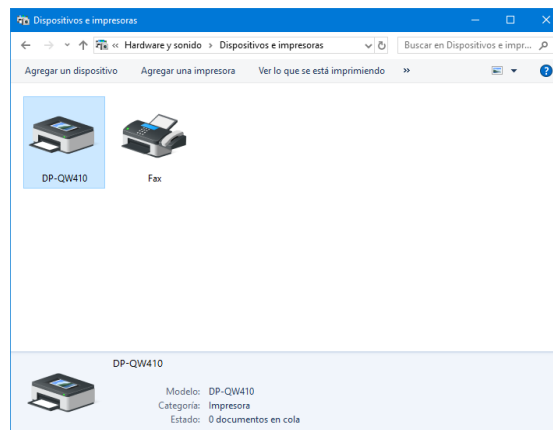 Dispositivos e impresoras
« Hardware y sonido › Dispositivos e impresoras
Buscar en Dispositivos e impr...
Agregar un dispositivo Agregar una impresora Ver lo que se está imprimiendo »
DP-QW410 Fax
DP-QW410
Modelo: DP-QW410
Categoría: Impresora
Estado: 0 documentos en cola